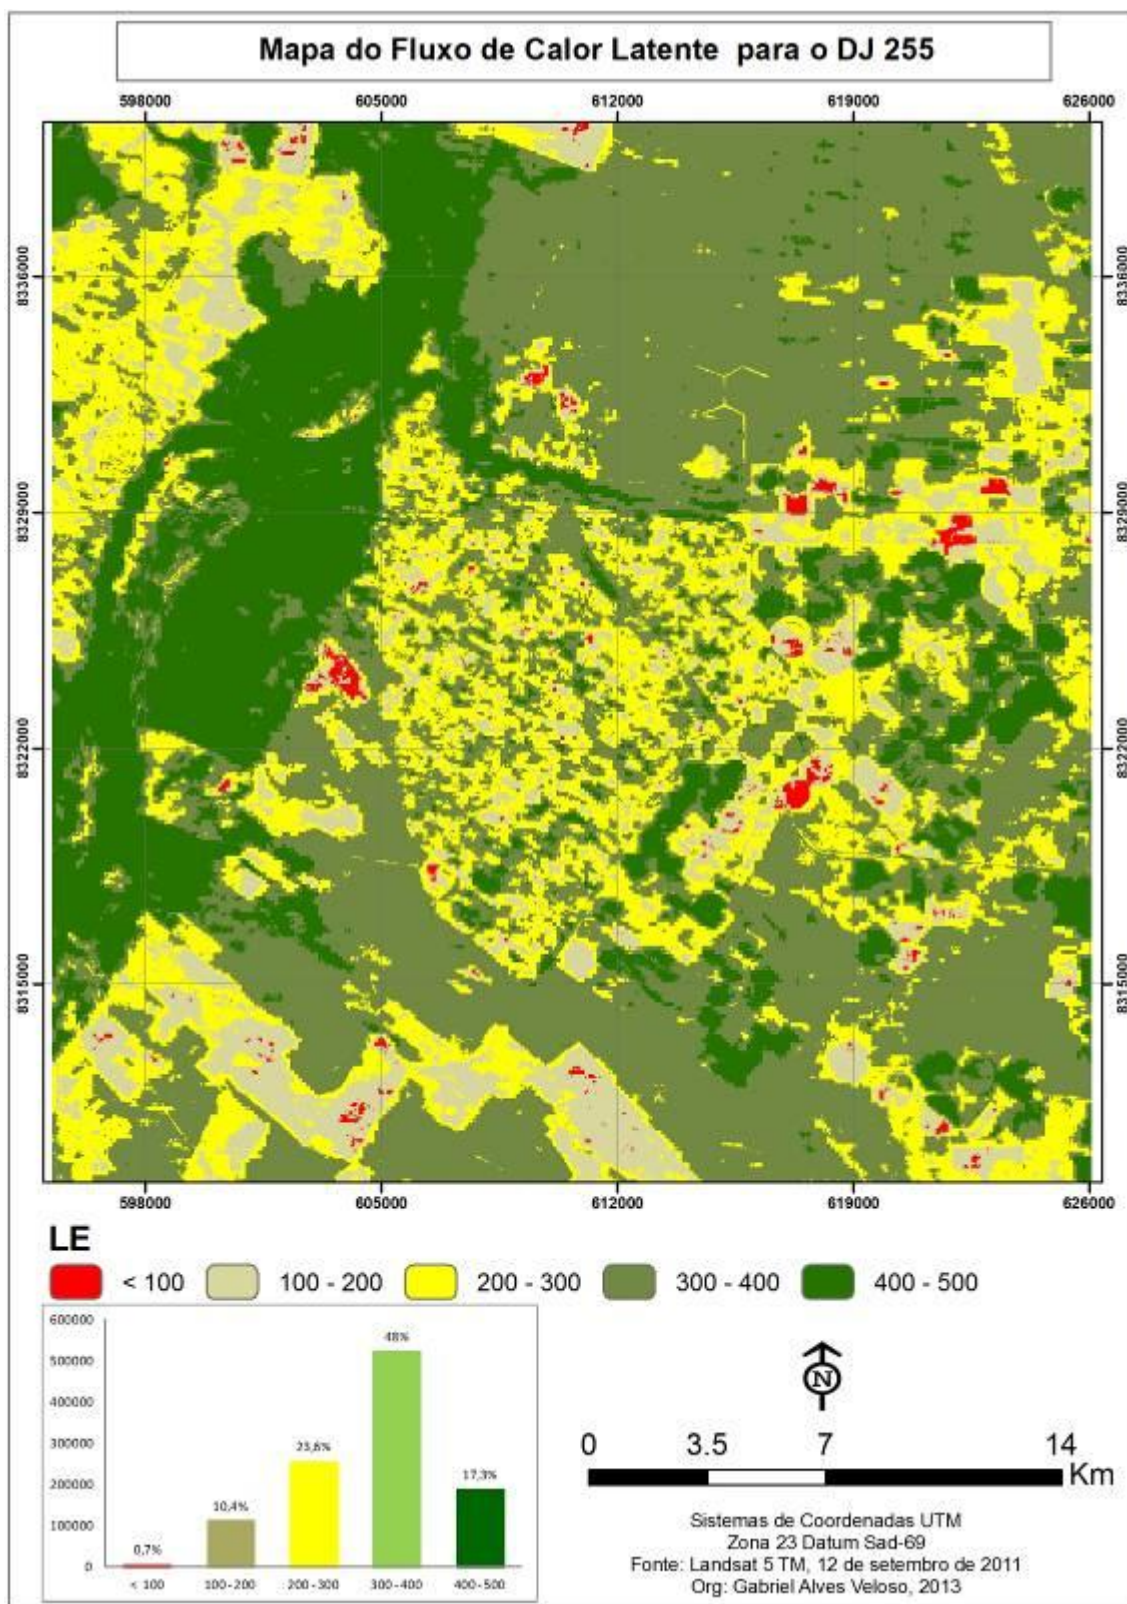 Mapa do Fluxo de Calor Latente para o DJ 255
598000 605000 612000 619000 626000
8336000 8336000
8329000 8329000
8322000 8322000
8315000 8315000
598000 605000 612000 619000 626000
LE
< 100 100 - 200 200 - 300 300 - 400 400 - 500
600000
500000
400000
300000
200000
100000
0
0,7%
10,4%
23,6%
48%
17,3%
< 100 100 - 200 200 - 300 300-400 400-500
N
0 3.5 7 14
Km
Sistemas de Coordenadas UTM
Zona 23 Datum Sad-69
Fonte: Landsat 5 TM, 12 de setembro de 2011
Org: Gabriel Alves Veloso, 2013